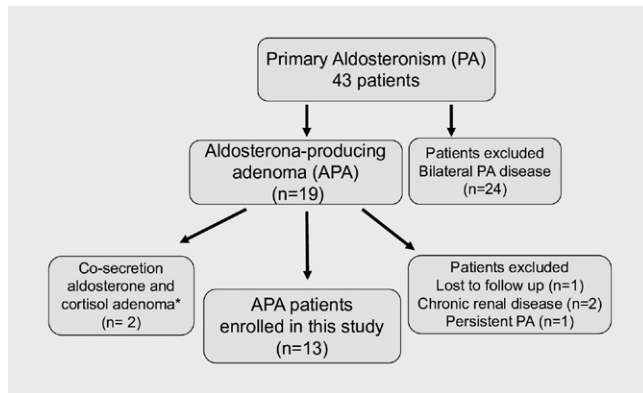 Primary Aldosteronism (PA)
43 patients
Aldosterona-producing
adenoma (APA)
(n=19)
Patients excluded
Bilateral PA disease
(n=24)
Co-secretion
aldosterone and
cortisol adenoma*
(n= 2)
APA patients
enrolled in this study
(n=13)
Patients excluded
Lost to follow up (n=1)
Chronic renal disease (n=2)
Persistent PA (n=1)